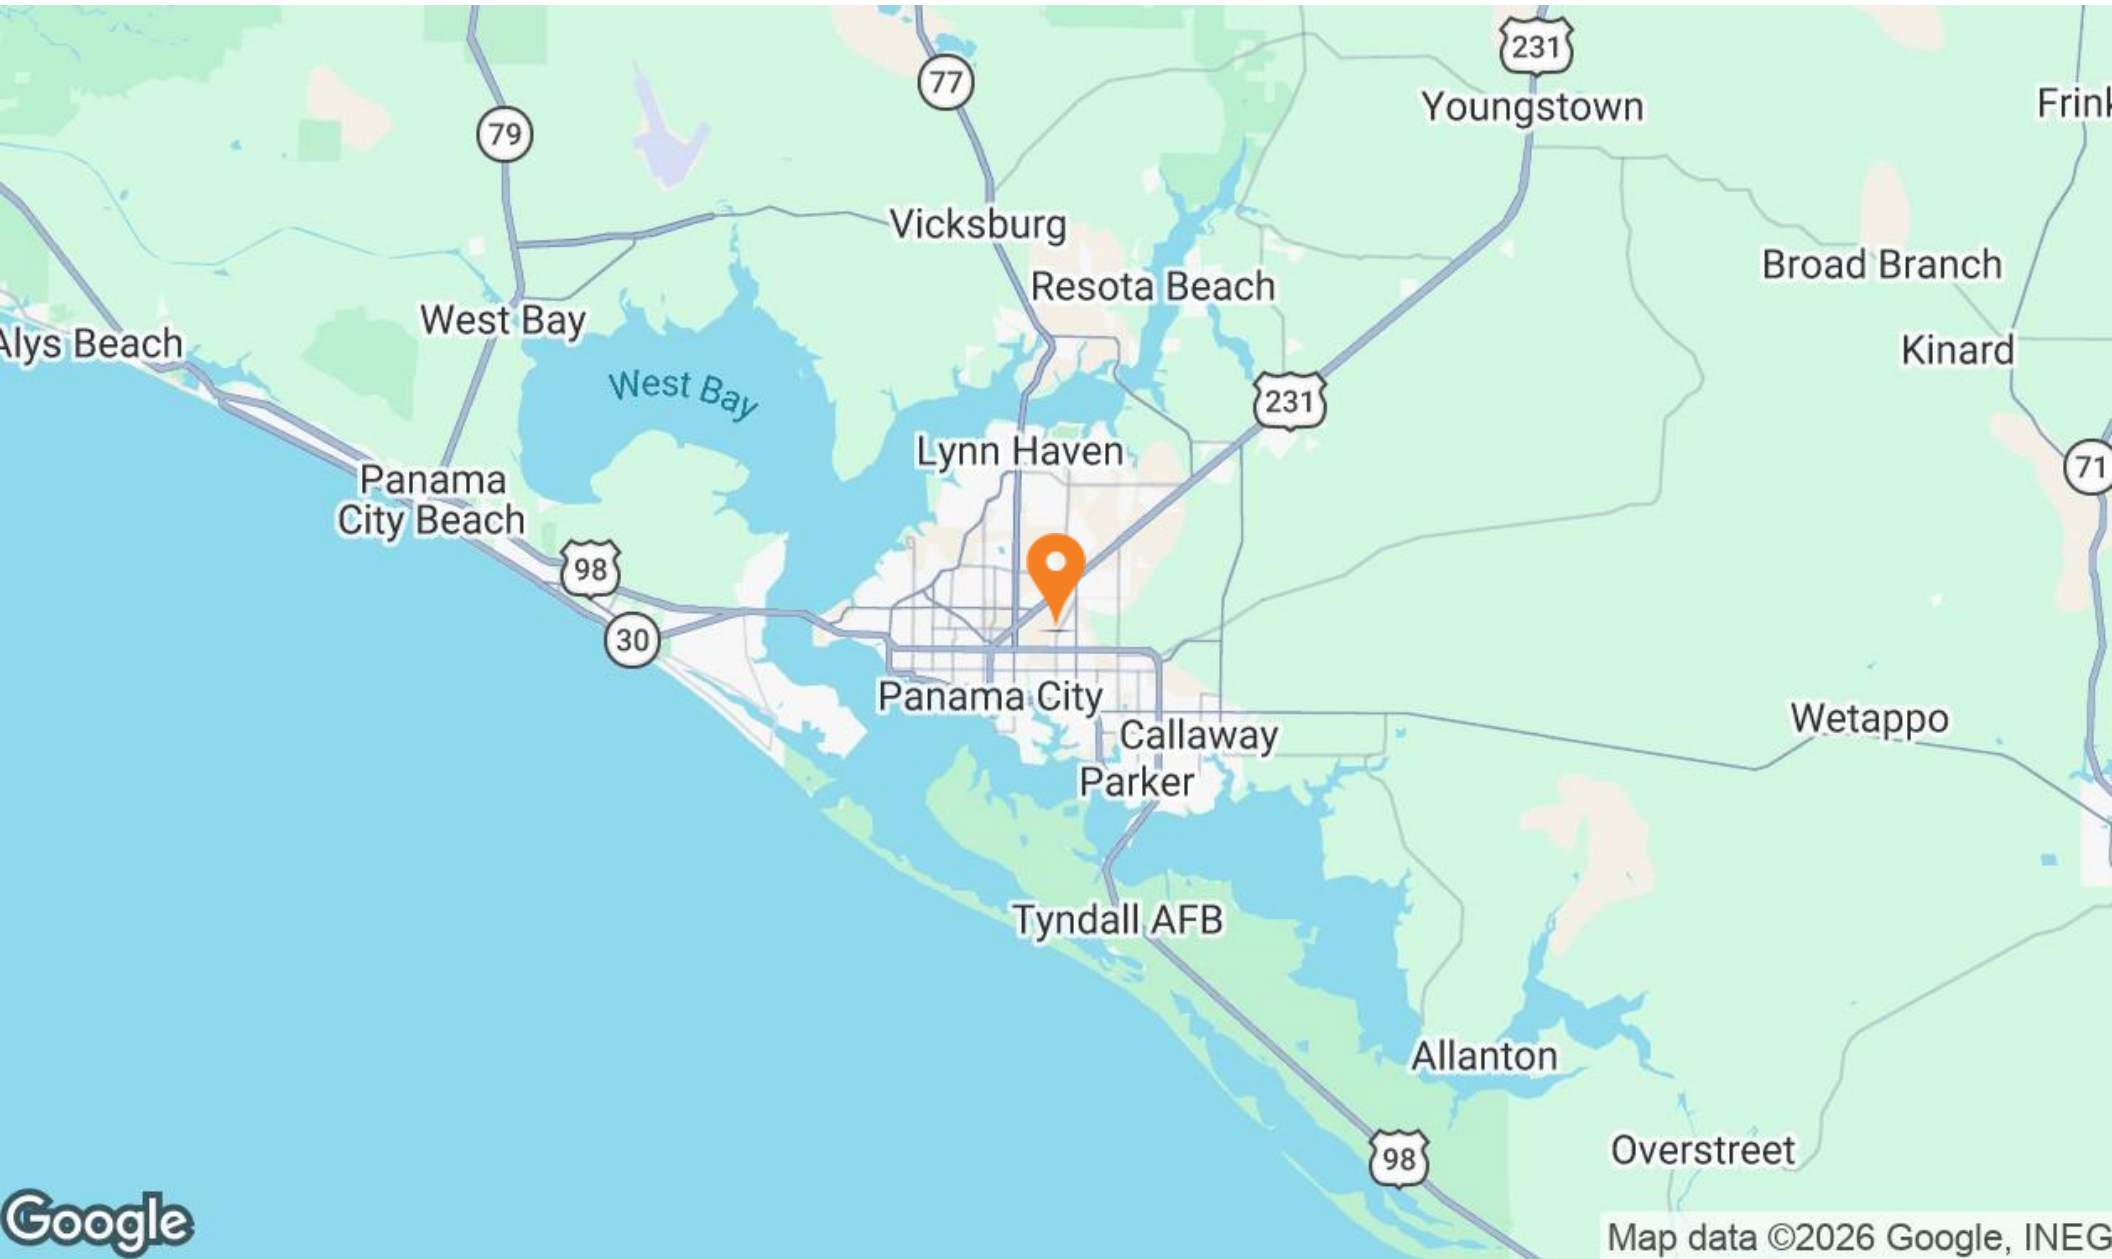 231
77
Youngstown
Frink
79
Vicksburg
Broad Branch
Resota Beach
West Bay
Alys Beach
Kinard
West Bay
231
Lynn Haven
71
Panama
City Beach
98
30
Panama City
Callaway
Wetappo
Parker
Tyndall AFB
Allanton
98
Overstreet
Google
Map data ©2026 Google, INEG